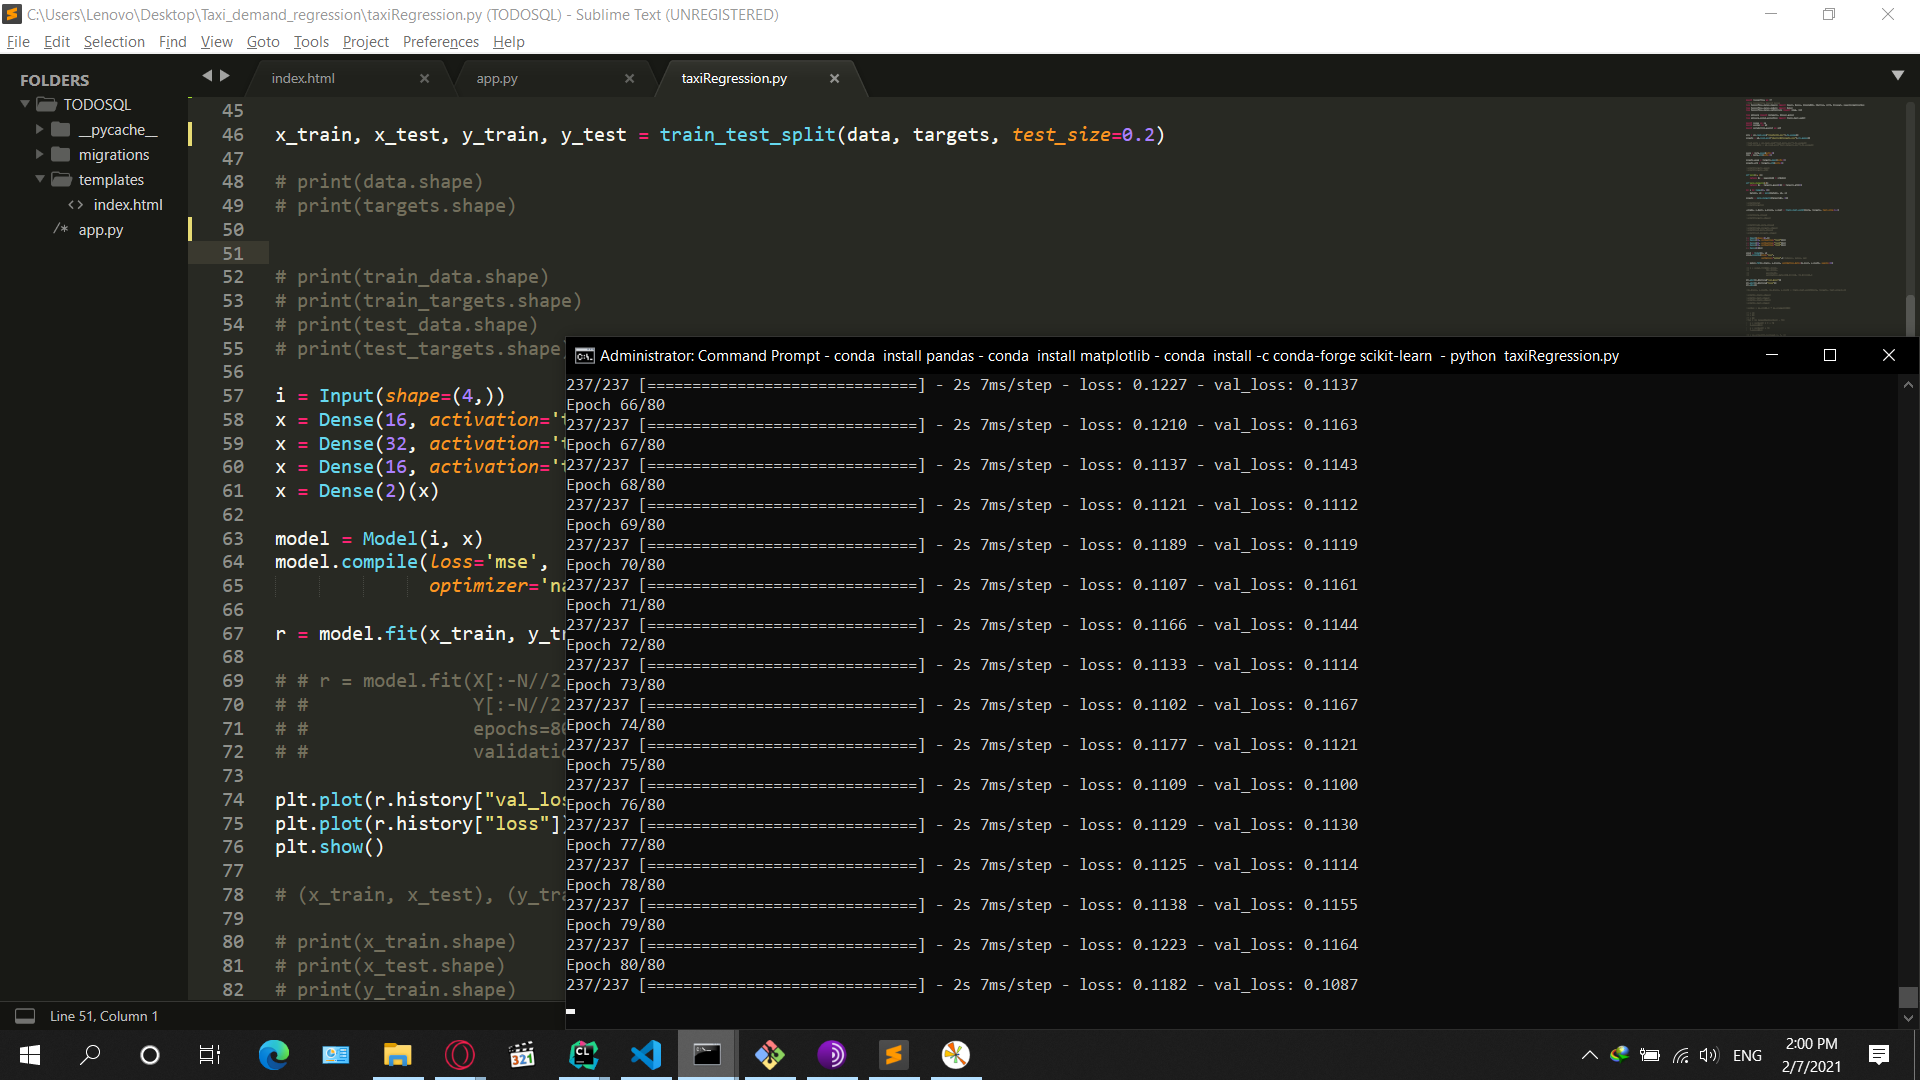 C:\Users\Lenovo\Desktop\Taxi_demand_regression\taxiRegression.py (TODOSQL) - Sublime Text (UNREGISTERED)
File Edit Selection Find View Goto Tools Project Preferences Help
FOLDERS
TODOSQL
__pycache__
migrations
templates
<> index.html
/* app.py
index.html
app.py
taxiRegression.py
45
46 x_train, x_test, y_train, y_test = train_test_split(data, targets, test_size=0.2)
47
48 # print(data.shape)
49 # print(targets.shape)
50
51
52 # print(train_data.shape)
53 # print(train_targets.shape)
54 # print(test_data.shape)
55 # print(test_targets.shape
56
57 i = Input(shape=(4,))
58 x = Dense(16, activation='t
59 x = Dense(32, activation='t
60 x = Dense(16, activation='t
61 x = Dense(2)(x)
62
63 model = Model(i, x)
64 model.compile(loss='mse',
65 optimizer='na
66
67 r = model.fit(x_train, y_tr
68
69 # # r = model.fit(X[:-N//2]
70 # # Y[:-N//2]
71 # # epochs=80
72 # # validatio
73
74 plt.plot(r.history["val_los
75 plt.plot(r.history["loss"])
76 plt.show()
77
78 # (x_train, x_test), (y_tra
79
80 # print(x_train.shape)
81 # print(x_test.shape)
82 # print(y_train.shape)
Administrator: Command Prompt - conda install pandas - conda install matplotlib - conda install -c conda-forge scikit-learn - python taxiRegression.py
237/237 [==============================] - 2s 7ms/step - loss: 0.1227 - val_loss: 0.1137
Epoch 66/80
237/237 [==============================] - 2s 7ms/step - loss: 0.1210 - val_loss: 0.1163
Epoch 67/80
237/237 [==============================] - 2s 7ms/step - loss: 0.1137 - val_loss: 0.1143
Epoch 68/80
237/237 [==============================] - 2s 7ms/step - loss: 0.1121 - val_loss: 0.1112
Epoch 69/80
237/237 [==============================] - 2s 7ms/step - loss: 0.1189 - val_loss: 0.1119
Epoch 70/80
237/237 [==============================] - 2s 7ms/step - loss: 0.1107 - val_loss: 0.1161
Epoch 71/80
237/237 [==============================] - 2s 7ms/step - loss: 0.1166 - val_loss: 0.1144
Epoch 72/80
237/237 [==============================] - 2s 7ms/step - loss: 0.1133 - val_loss: 0.1114
Epoch 73/80
237/237 [==============================] - 2s 7ms/step - loss: 0.1102 - val_loss: 0.1167
Epoch 74/80
237/237 [==============================] - 2s 7ms/step - loss: 0.1177 - val_loss: 0.1121
Epoch 75/80
237/237 [==============================] - 2s 7ms/step - loss: 0.1109 - val_loss: 0.1100
Epoch 76/80
237/237 [==============================] - 2s 7ms/step - loss: 0.1129 - val_loss: 0.1130
Epoch 77/80
237/237 [==============================] - 2s 7ms/step - loss: 0.1125 - val_loss: 0.1114
Epoch 78/80
237/237 [==============================] - 2s 7ms/step - loss: 0.1138 - val_loss: 0.1155
Epoch 79/80
237/237 [==============================] - 2s 7ms/step - loss: 0.1223 - val_loss: 0.1164
Epoch 80/80
237/237 [==============================] - 2s 7ms/step - loss: 0.1182 - val_loss: 0.1087
Line 51, Column 1
321
CL
ENG
2:00 PM
2/7/2021